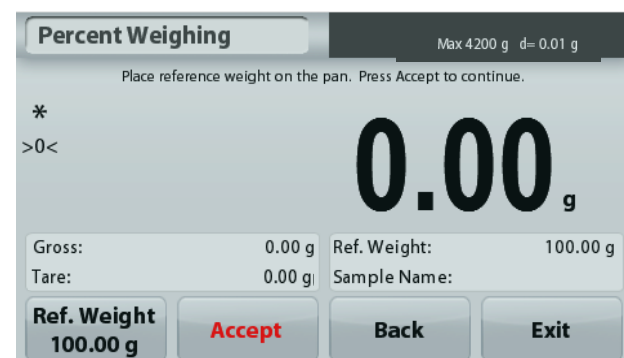 Percent Weighing
Max 4200 g d= 0.01 g
Place reference weight on the pan. Press Accept to continue.
*
>0<
0.00 g
Gross: 0.00 g Ref. Weight: 100.00 g
Tare: 0.00 g Sample Name:
Ref. Weight
100.00 g
Accept
Back
Exit